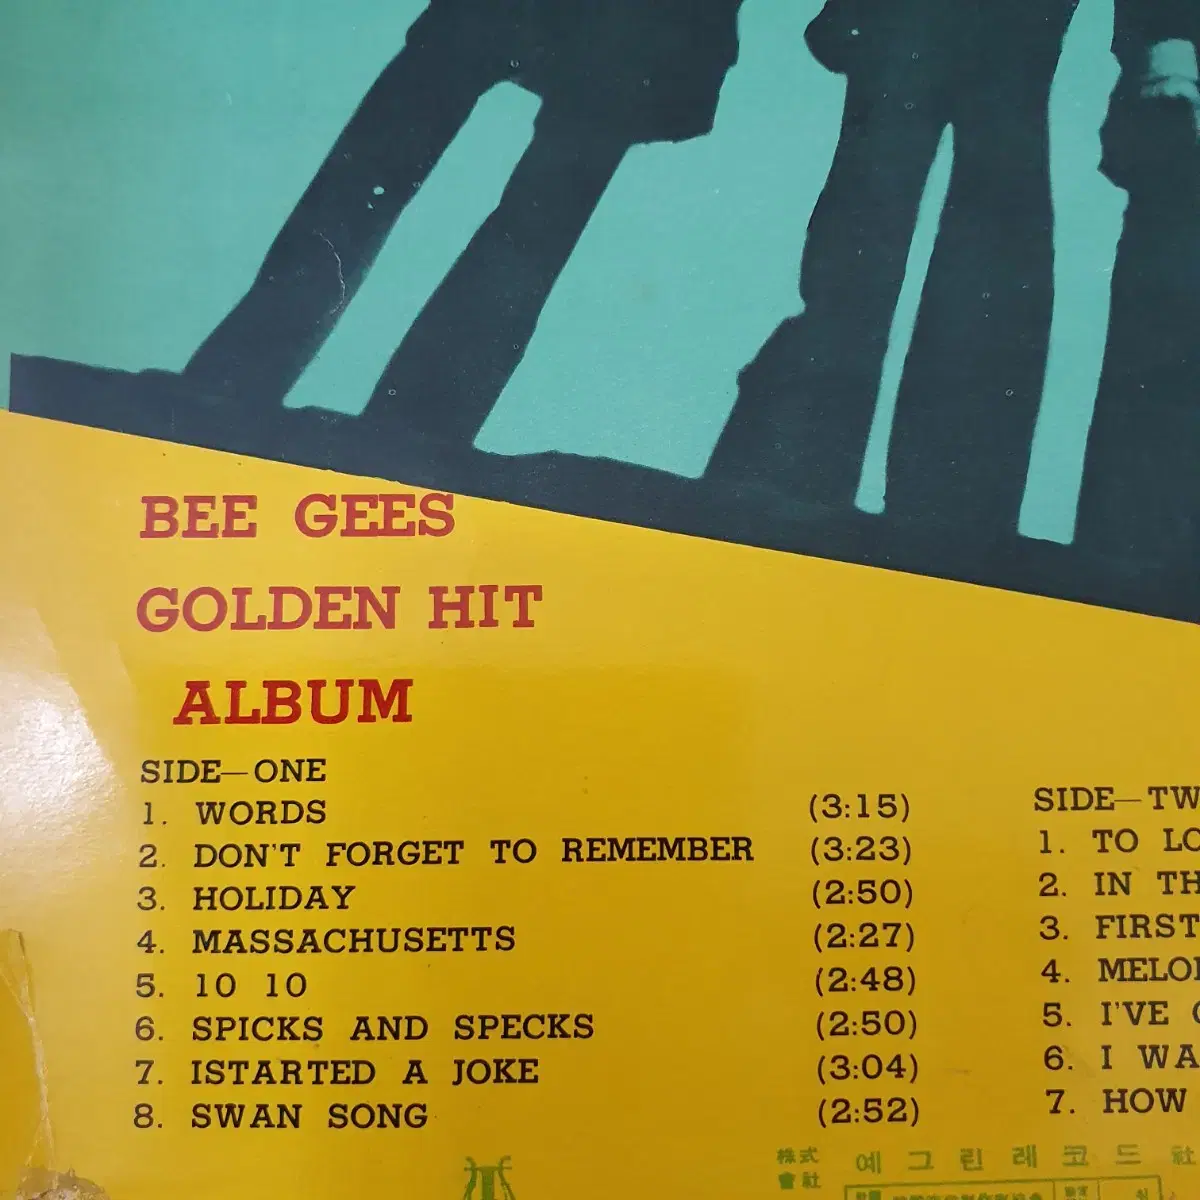 BEE GEES
GOLDEN HIT
ALBUM
SIDE—ONE
1. WORDS (3:15)
2. DON'T FORGET TO REMEMBER (3:23)
3. HOLIDAY (2:50)
4. MASSACHUSETTS (2:27)
5. 10 10 (2:48)
6. SPICKS AND SPECKS (2:50)
7. ISTARTED A JOKE (3:04)
8. SWAN SONG (2:52)
SIDE—TW
1. TO LO
2. IN TH
3. FIRST
4. MELO
5. I'VE
6. I WA
7. HOW
株式會社 예그린레코드社